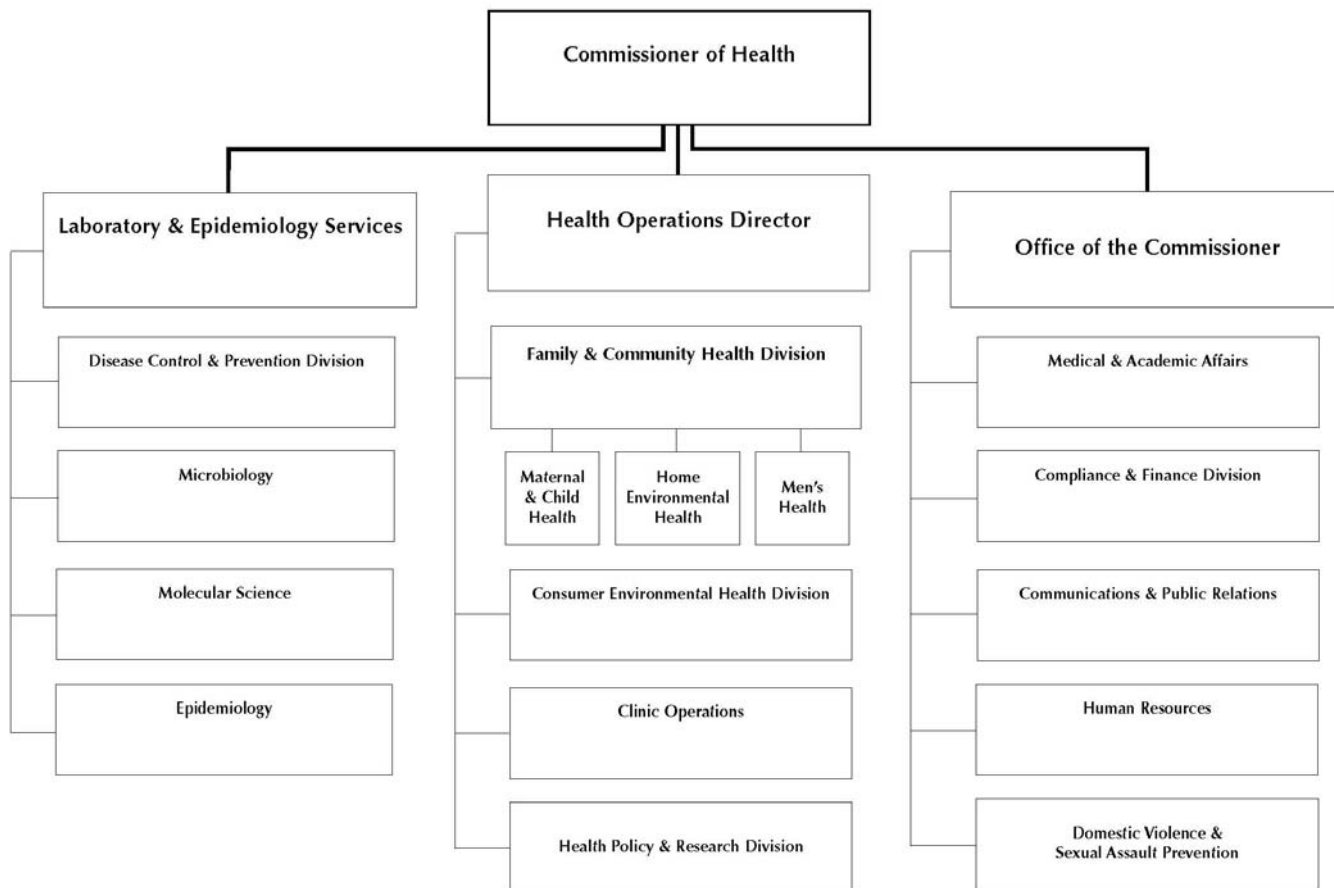 Commissioner of Health
Laboratory & Epidemiology Services
Disease Control & Prevention Division
Microbiology
Molecular Science
Epidemiology
Health Operations Director
Family & Community Health Division
Maternal
& Child
Health
Home
Environmental
Health
Men's
Health
Consumer Environmental Health Division
Clinic Operations
Health Policy & Research Division
Office of the Commissioner
Medical & Academic Affairs
Compliance & Finance Division
Communications & Public Relations
Human Resources
Domestic Violence &
Sexual Assault Prevention